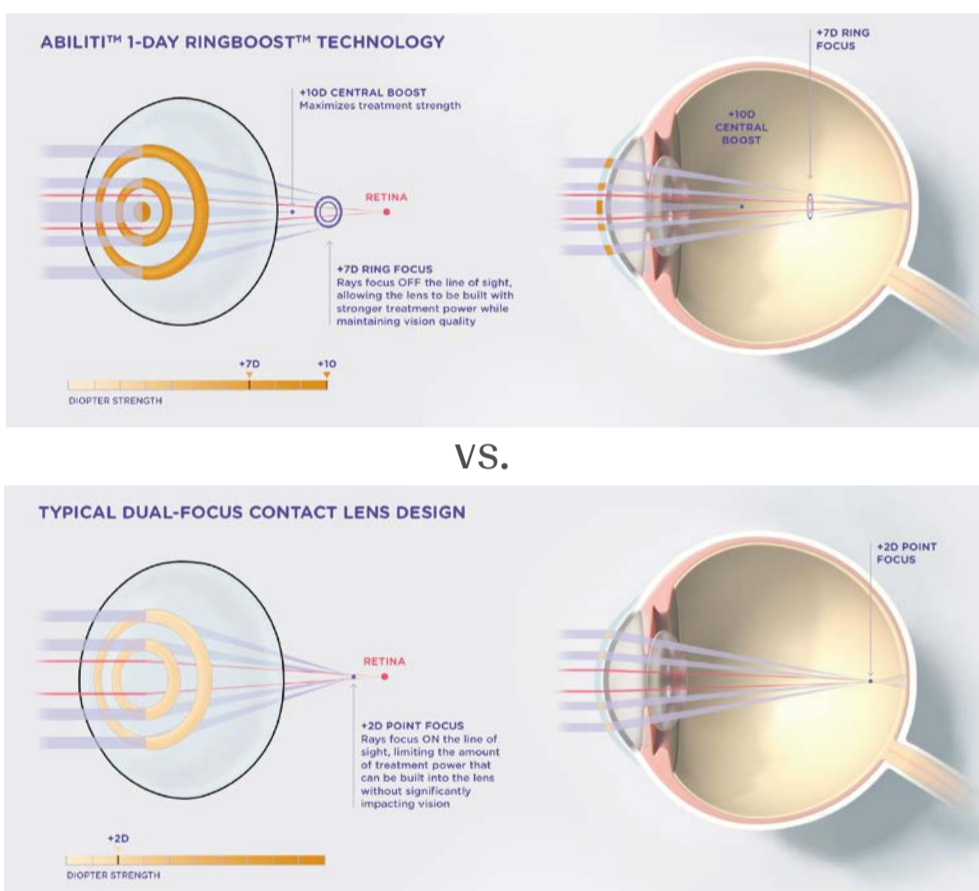 ABILITI™ 1-DAY RINGBOOST™ TECHNOLOGY
+10D CENTRAL BOOST
Maximizes treatment strength
RETINA
+7D RING FOCUS
Rays focus OFF the line of sight,
allowing the lens to be built with
stronger treatment power while
maintaining vision quality
+7D
+10
DIOPTER STRENGTH
+7D RING
FOCUS
+10D
CENTRAL
BOOST
VS.
TYPICAL DUAL-FOCUS CONTACT LENS DESIGN
RETINA
+2D POINT FOCUS
Rays focus ON the line of
sight, limiting the amount
of treatment power that
can be built into the lens
without significantly
impacting vision
+2D
DIOPTER STRENGTH
+2D POINT
FOCUS